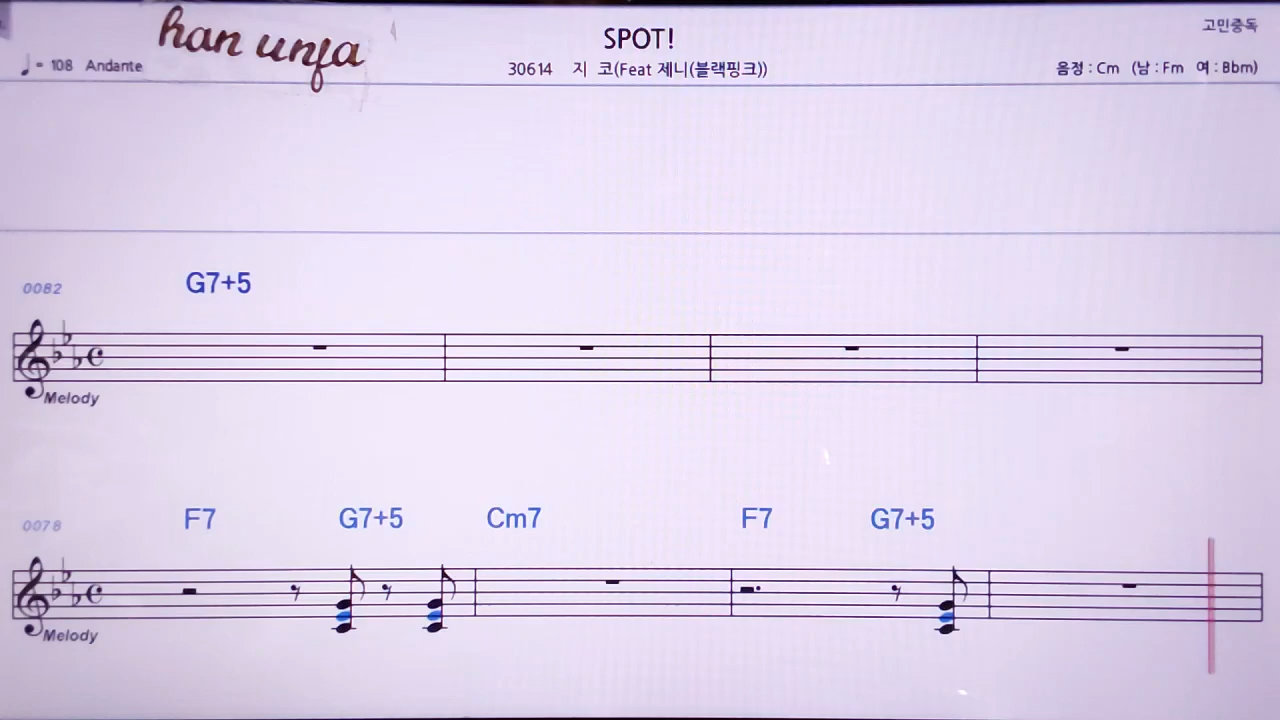 han unfa
SPOT!
고민중독
♩ = 108 Andante
30614 지 코(Feat 제니(블랙핑크))
음정 : Cm (남 : Fm 여 : Bbm)
0082
G7+5
Melody
0078
F7 G7+5 Cm7 F7 G7+5
Melody